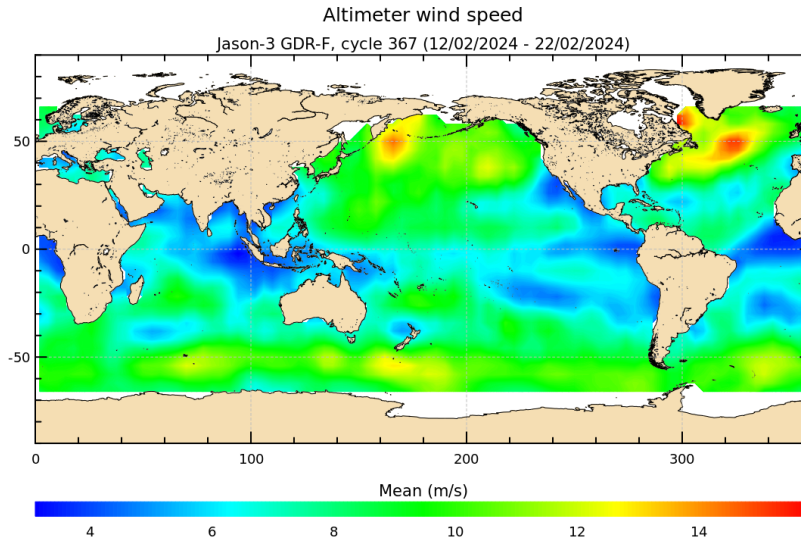 Altimeter wind speed
Jason-3 GDR-F, cycle 367 (12/02/2024 - 22/02/2024)
50
0
-50
0 100 200 300
Mean (m/s)
4 6 8 10 12 14